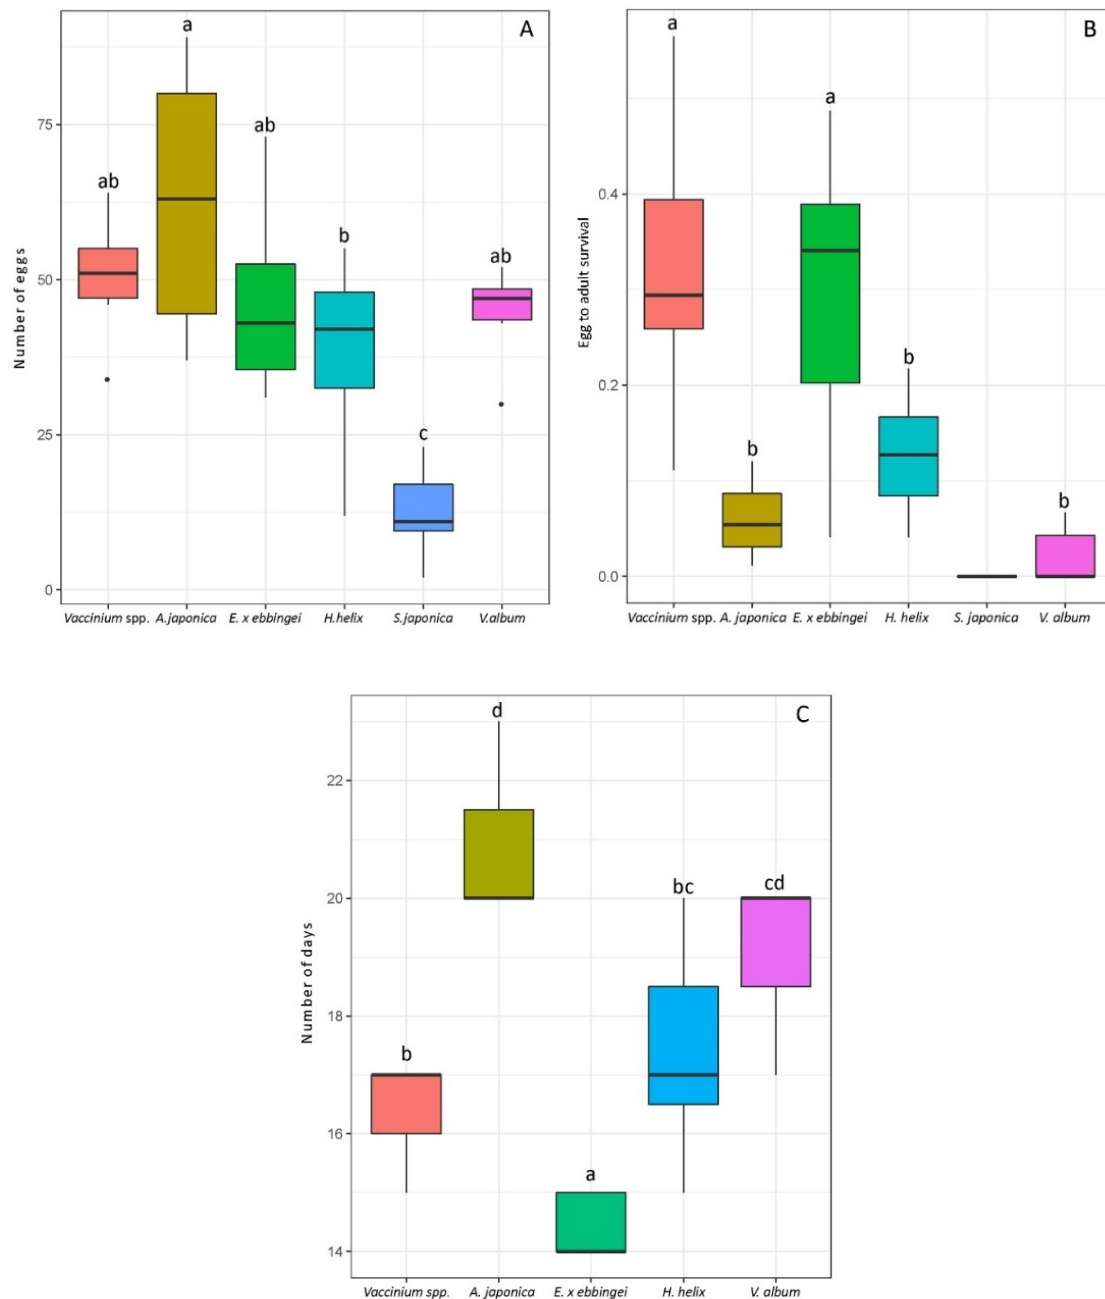 A
a
ab
ab
b
ab
c
75
50
25
0
Number of eggs
Vaccinium spp. A.japonica E. x ebbingei H.helix S.japonica V.album
B
a
a
b
b
b
0.4
0.2
0.0
Egg to adult survival
Vaccinium spp. A. japonica E. x ebbingei H. helix S. japonica V. album
C
d
bc
cd
b
a
22
20
18
16
14
Number of days
Vaccinium spp. A. japonica E. x ebbingei H. helix V. album